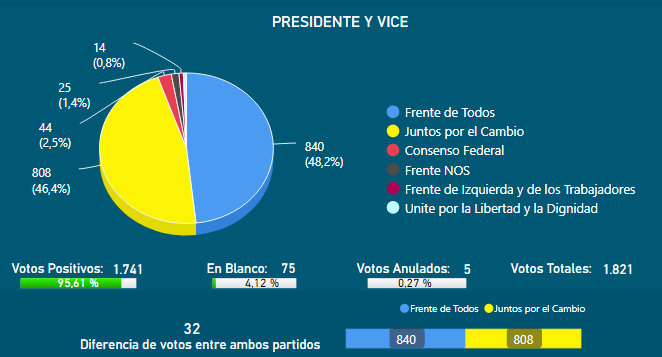 PRESIDENTE Y VICE
14
(0,8%)
25
(1,4%)
44
(2,5%)
808
(46,4%)
840
(48,2%)
Frente de Todos
Juntos por el Cambio
Consenso Federal
Frente NOS
Frente de Izquierda y de los Trabajadores
Unite por la Libertad y la Dignidad
Votos Positivos: 1.741
95,61 %
En Blanco: 75
4,12 %
Votos Anulados: 5
0,27 %
Votos Totales: 1.821
Frente de Todos Juntos por el Cambio
32
Diferencia de votos entre ambos partidos
840 808